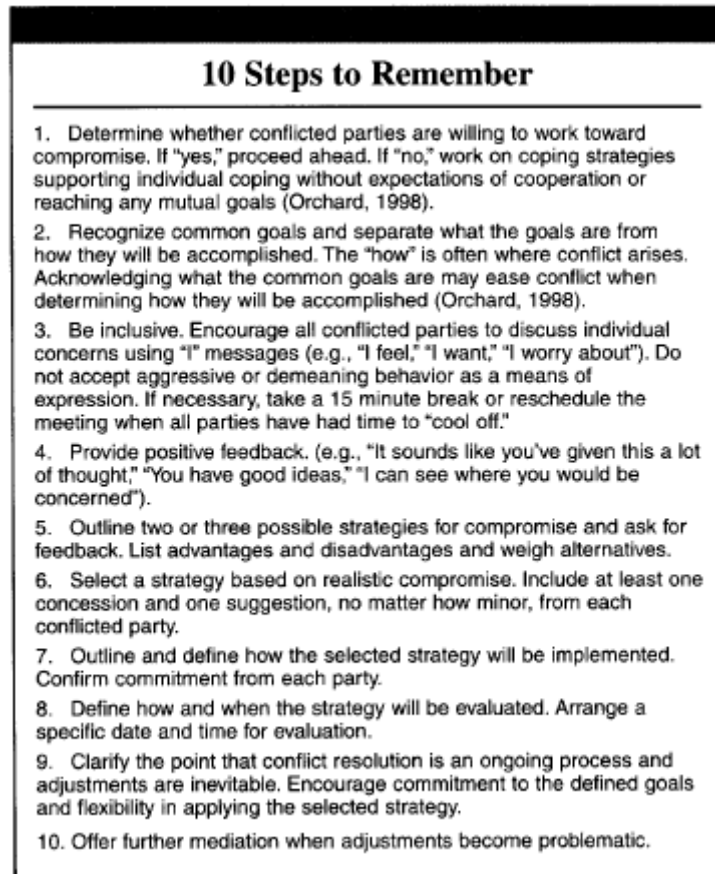 10 Steps to Remember
1. Determine whether conflicted parties are willing to work toward
compromise. If "yes," proceed ahead. If "no," work on coping strategies
supporting individual coping without expectations of cooperation or
reaching any mutual goals (Orchard, 1998).
2. Recognize common goals and separate what the goals are from
how they will be accomplished. The "how" is often where conflict arises.
Acknowledging what the common goals are may ease conflict when
determining how they will be accomplished (Orchard, 1998).
3. Be inclusive. Encourage all conflicted parties to discuss individual
concerns using "I" messages (e.g., "I feel," "I want," "I worry about"). Do
not accept aggressive or demeaning behavior as a means of
expression. If necessary, take a 15 minute break or reschedule the
meeting when all parties have had time to "cool off."
4. Provide positive feedback. (e.g., "It sounds like you've given this a lot
of thought," "You have good ideas," "I can see where you would be
concerned").
5. Outline two or three possible strategies for compromise and ask for
feedback. List advantages and disadvantages and weigh alternatives.
6. Select a strategy based on realistic compromise. Include at least one
concession and one suggestion, no matter how minor, from each
conflicted party.
7. Outline and define how the selected strategy will be implemented.
Confirm commitment from each party.
8. Define how and when the strategy will be evaluated. Arrange a
specific date and time for evaluation.
9. Clarify the point that conflict resolution is an ongoing process and
adjustments are inevitable. Encourage commitment to the defined goals
and flexibility in applying the selected strategy.
10. Offer further mediation when adjustments become problematic.